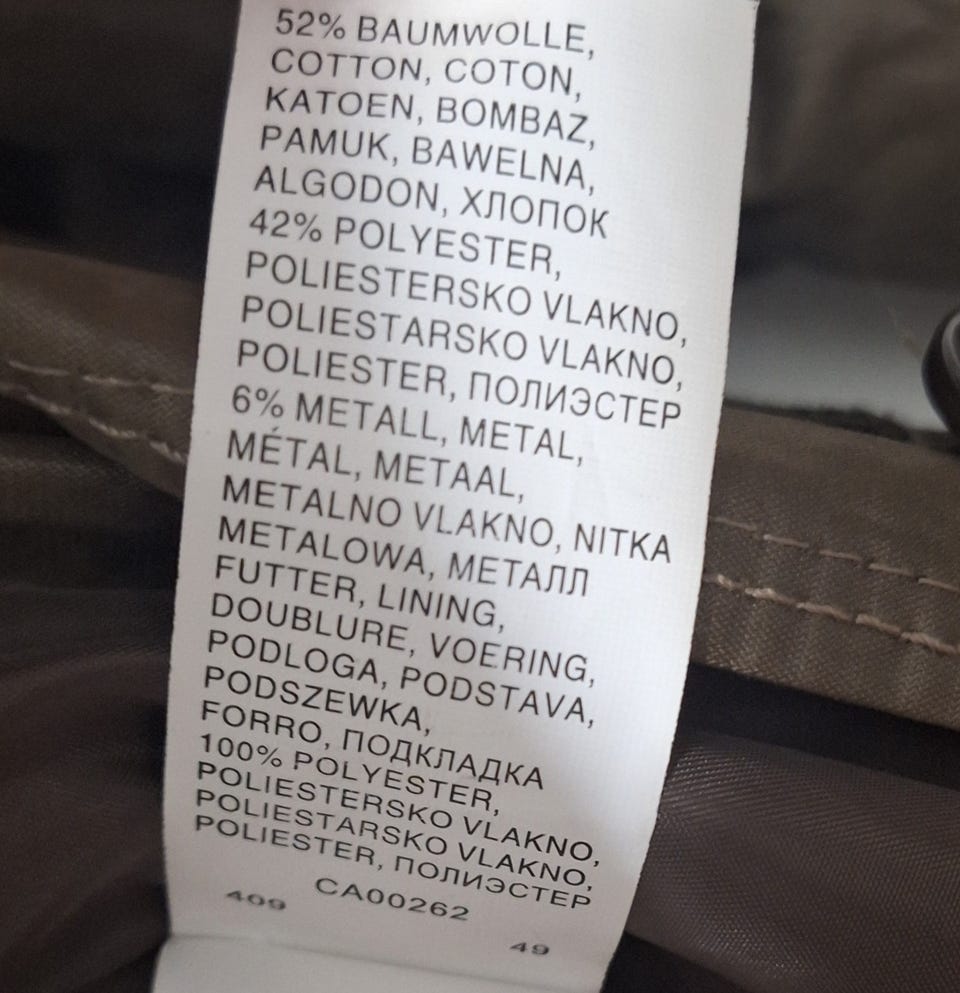 52% BAUMWOLLE,
COTTON, COTON,
KATOEN, BOMBAZ,
PAMUK, BAWELNA,
ALGODON, ХЛОПОК
42% POLYESTER,
POLIESTERSKO VLAKNO,
POLIESTARSKO VLAKNO,
POLIESTER, ПОЛИЭСТЕР
6% METALL, METAL,
MÉTAL, METAAL,
METALNO VLAKNO, NITKA
METALOWA, МЕТАЛЛ
FUTTER, LINING,
DOUBLURE, VOERING,
PODLOGA, PODSTAVA,
PODSZEWKA,
FORRO, ПОДКЛАДКА
100% POLYESTER,
POLIESTERSKO VLAKNO,
POLIESTARSKO VLAKNO,
POLIESTER, ПОЛИЭСТЕР
CA00262
409 49